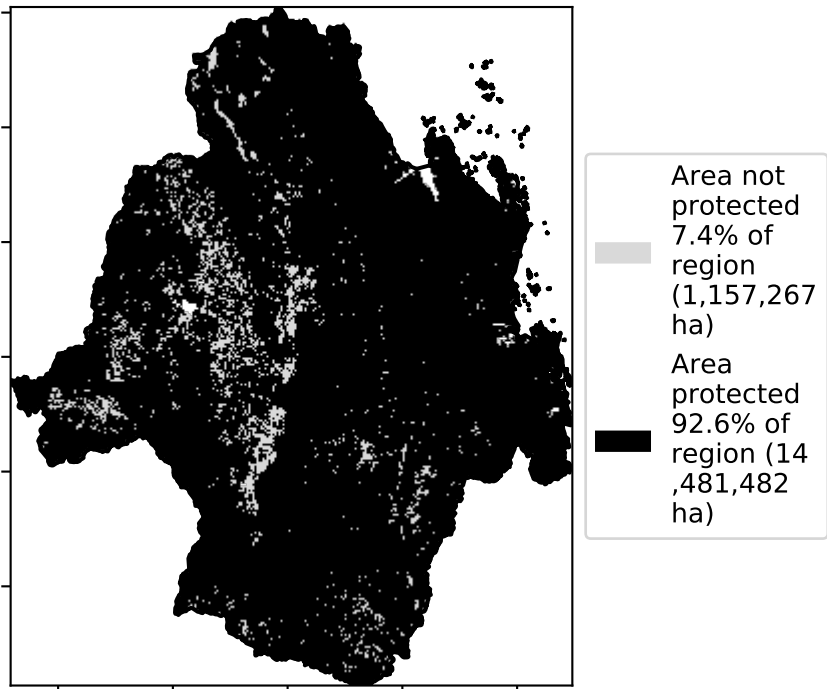 Area not
protected
7.4% of
region
(1,157,267
ha)
Area
protected
92.6% of
region (14
,481,482
ha)